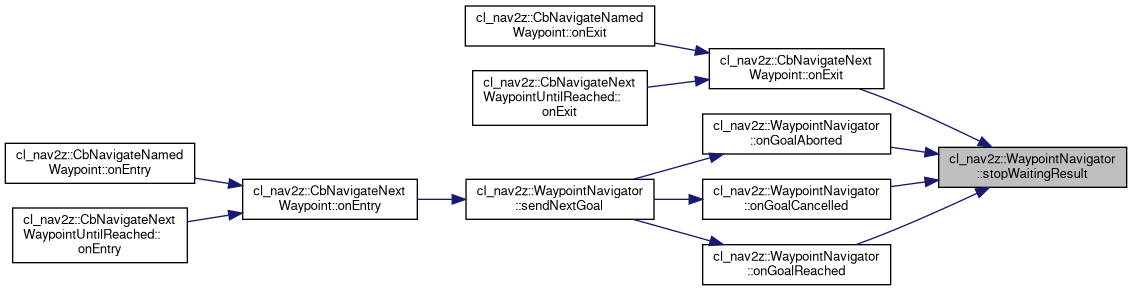 cl_nav2z::CbNavigateNamed
Waypoint::onExit
cl_nav2z::CbNavigateNext
WaypointUntilReached::
onExit
cl_nav2z::CbNavigateNext
Waypoint::onExit
cl_nav2z::WaypointNavigator
::onGoalAborted
cl_nav2z::WaypointNavigator
::stopWaitingResult
cl_nav2z::CbNavigateNamed
Waypoint::onEntry
cl_nav2z::CbNavigateNext
WaypointUntilReached::
onEntry
cl_nav2z::CbNavigateNext
Waypoint::onEntry
cl_nav2z::WaypointNavigator
::sendNextGoal
cl_nav2z::WaypointNavigator
::onGoalCancelled
cl_nav2z::WaypointNavigator
::onGoalReached